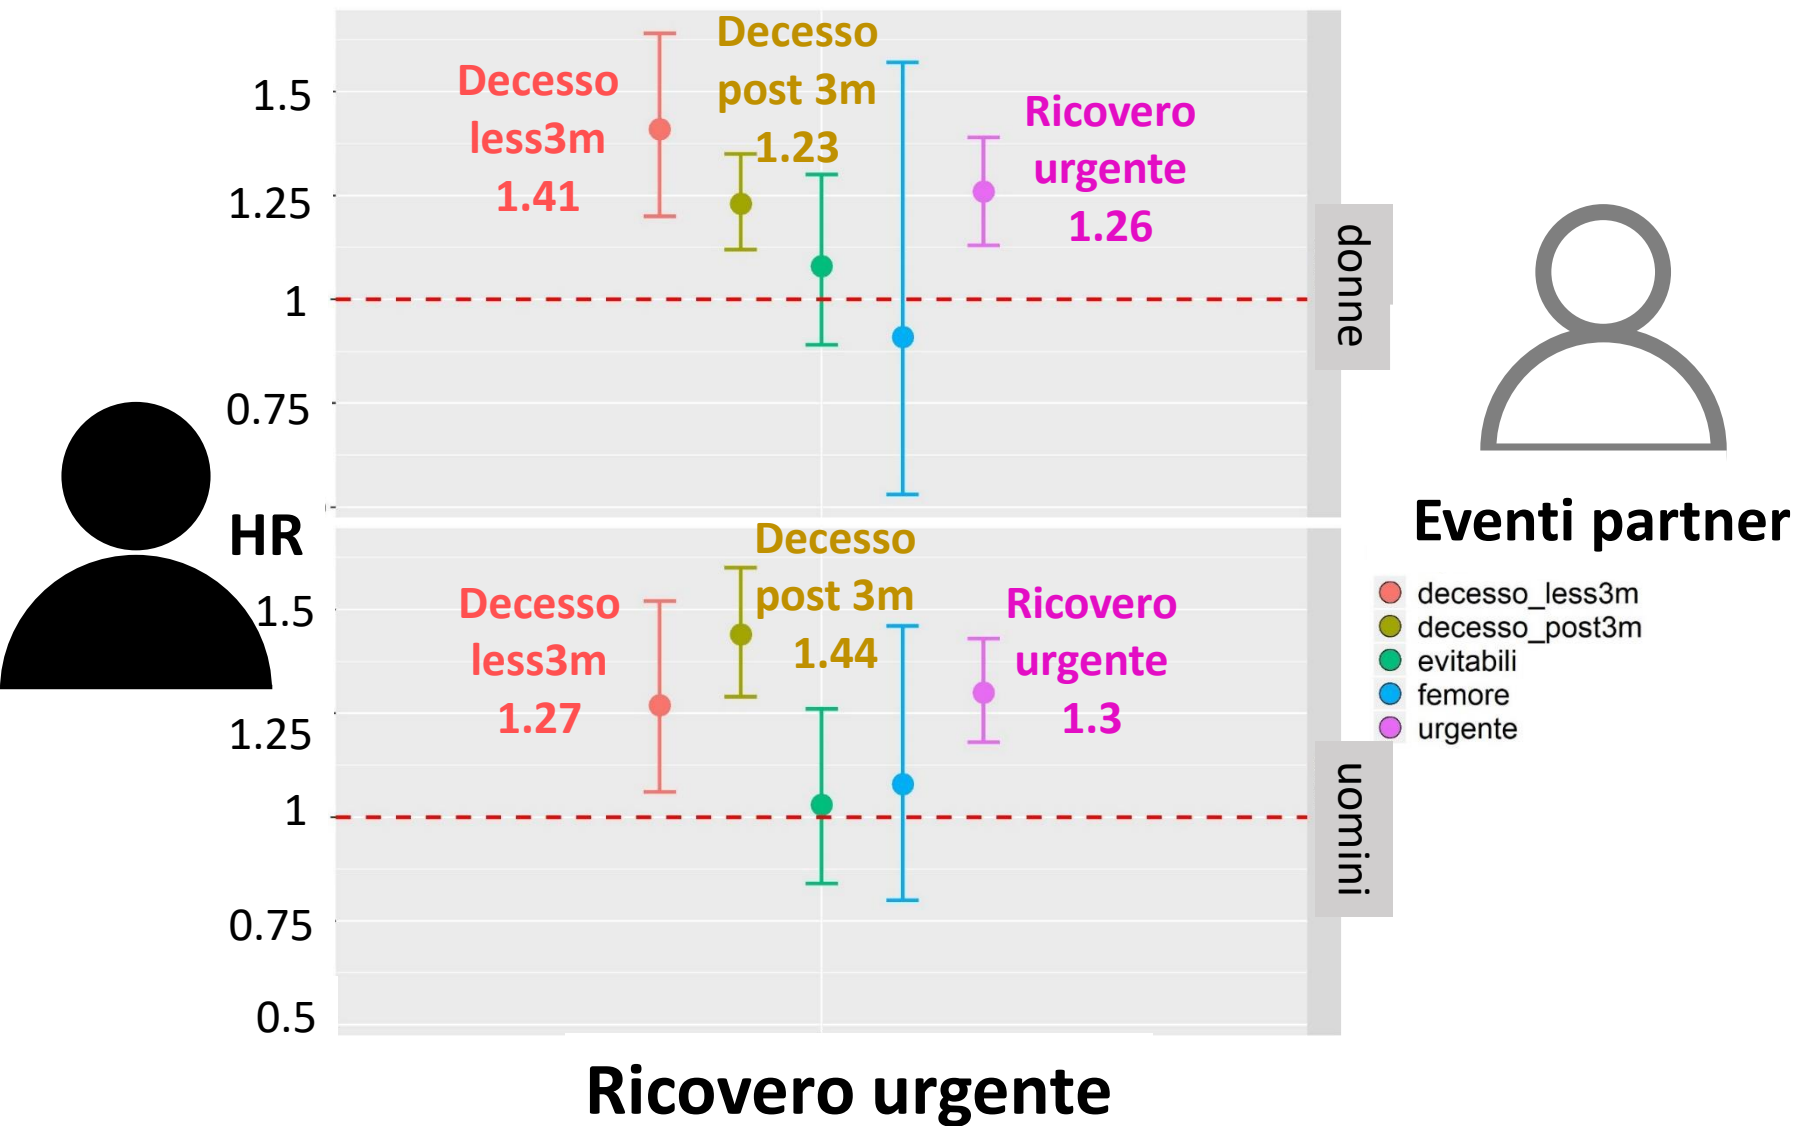 Decesso
less3m
1.41
Decesso
post 3m
1.23
Ricovero
urgente
1.26
1.5
1.25
1
0.75
donne
HR
Decesso
less3m
1.27
Decesso
post 3m
1.44
Ricovero
urgente
1.3
1.5
1.25
1
0.75
0.5
uomini
Eventi partner
decesso_less3m
decesso_post3m
evitabili
femore
urgente
Ricovero urgente